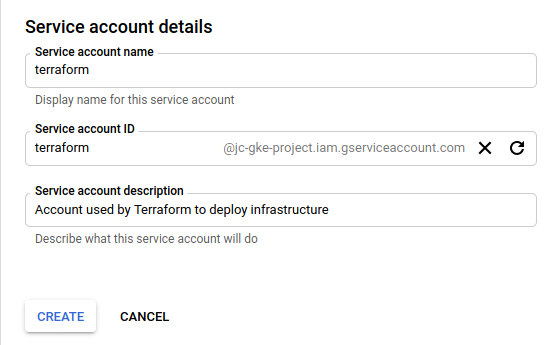 Service account details
Service account name
terraform
Display name for this service account
Service account ID
terraform @jc-gke-project.iam.gserviceaccount.com
Service account description
Account used by Terraform to deploy infrastructure
Describe what this service account will do
CREATE CANCEL